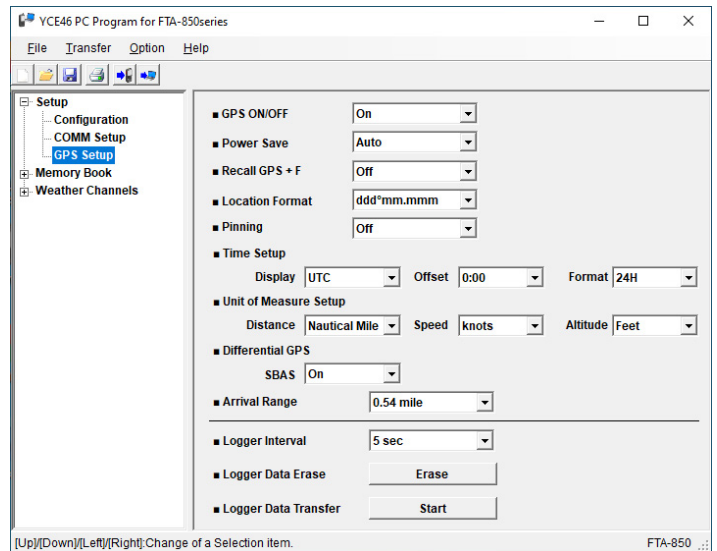 YCE46 PC Program for FTA-850series
File Transfer Option Help
Setup
Configuration
COMM Setup
GPS Setup
Memory Book
Weather Channels
GPS ON/OFF On
Power Save Auto
Recall GPS + F Off
Location Format ddd°mm.mmm
Pinning Off
Time Setup
Display UTC Offset 0:00 Format 24H
Unit of Measure Setup
Distance Nautical Mile Speed knots Altitude Feet
Differential GPS
SBAS On
Arrival Range 0.54 mile
Logger Interval 5 sec
Logger Data Erase Erase
Logger Data Transfer Start
[Up]/[Down]/[Left]/[Right]:Change of a Selection item. FTA-850